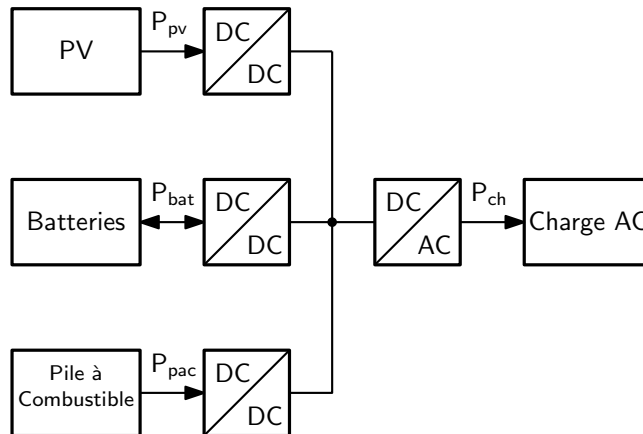 PV
P_pv
DC
DC
Batteries
P_bat
DC
DC
DC
AC
P_ch
Charge AC
Pile à
Combustible
P_pac
DC
DC